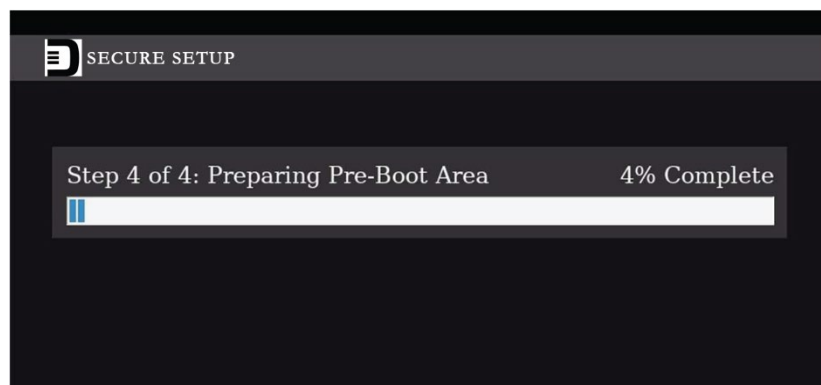 SECURE SETUP
Step 4 of 4: Preparing Pre-Boot Area 4% Complete